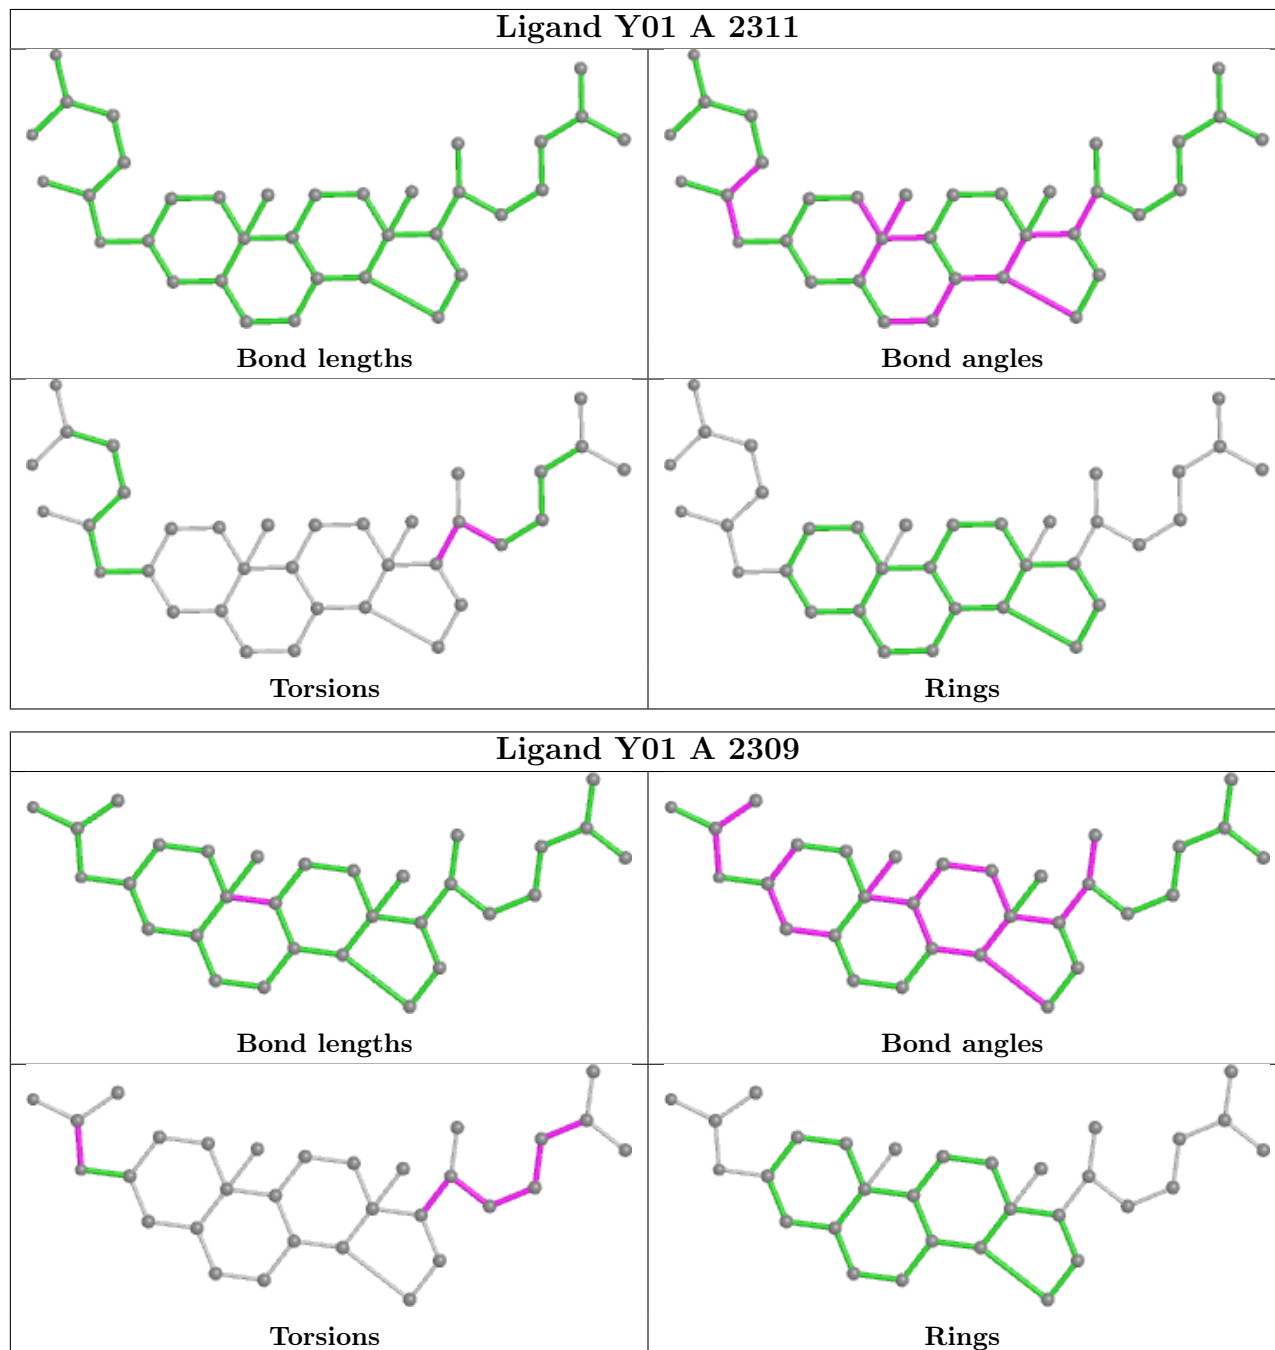 Ligand Y01 A 2311
Bond lengths
Bond angles
Torsions
Rings
Ligand Y01 A 2309
Bond lengths
Bond angles
Torsions
Rings